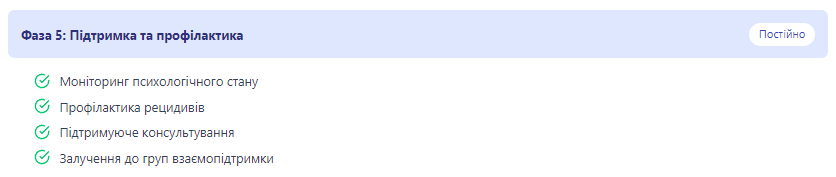 Фаза 5: Підтримка та профілактика
Постійно
Моніторинг психологічного стану
Профілактика рецидивів
Підтримуюче консультування
Залучення до груп взаємопідтримки